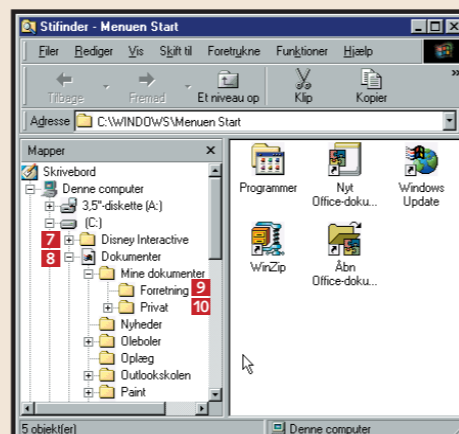 Stifinder - Menuen Start
Filer Rediger Vis Skift til Foretrukne Funktioner Hjælp
Tilbage Fremed Et niveau op Klip Kopier »
Adresse C:\WINDOWS\Menuen Start
Mapper ×
Skrivebord
Denne computer
3,5"-diskette (A:)
(C:)
7 Disney Interactive
8 Dokumenter
Mine dokumenter
Forretning 9
Privat 10
Nyheder
Oleboler
Oplæg
Outlookskolen
Paint
Programmer
Nyt
Office-doku...
Windows
Update
WinZip
Åbn
Office-doku...
5 objekt(er) Denne computer